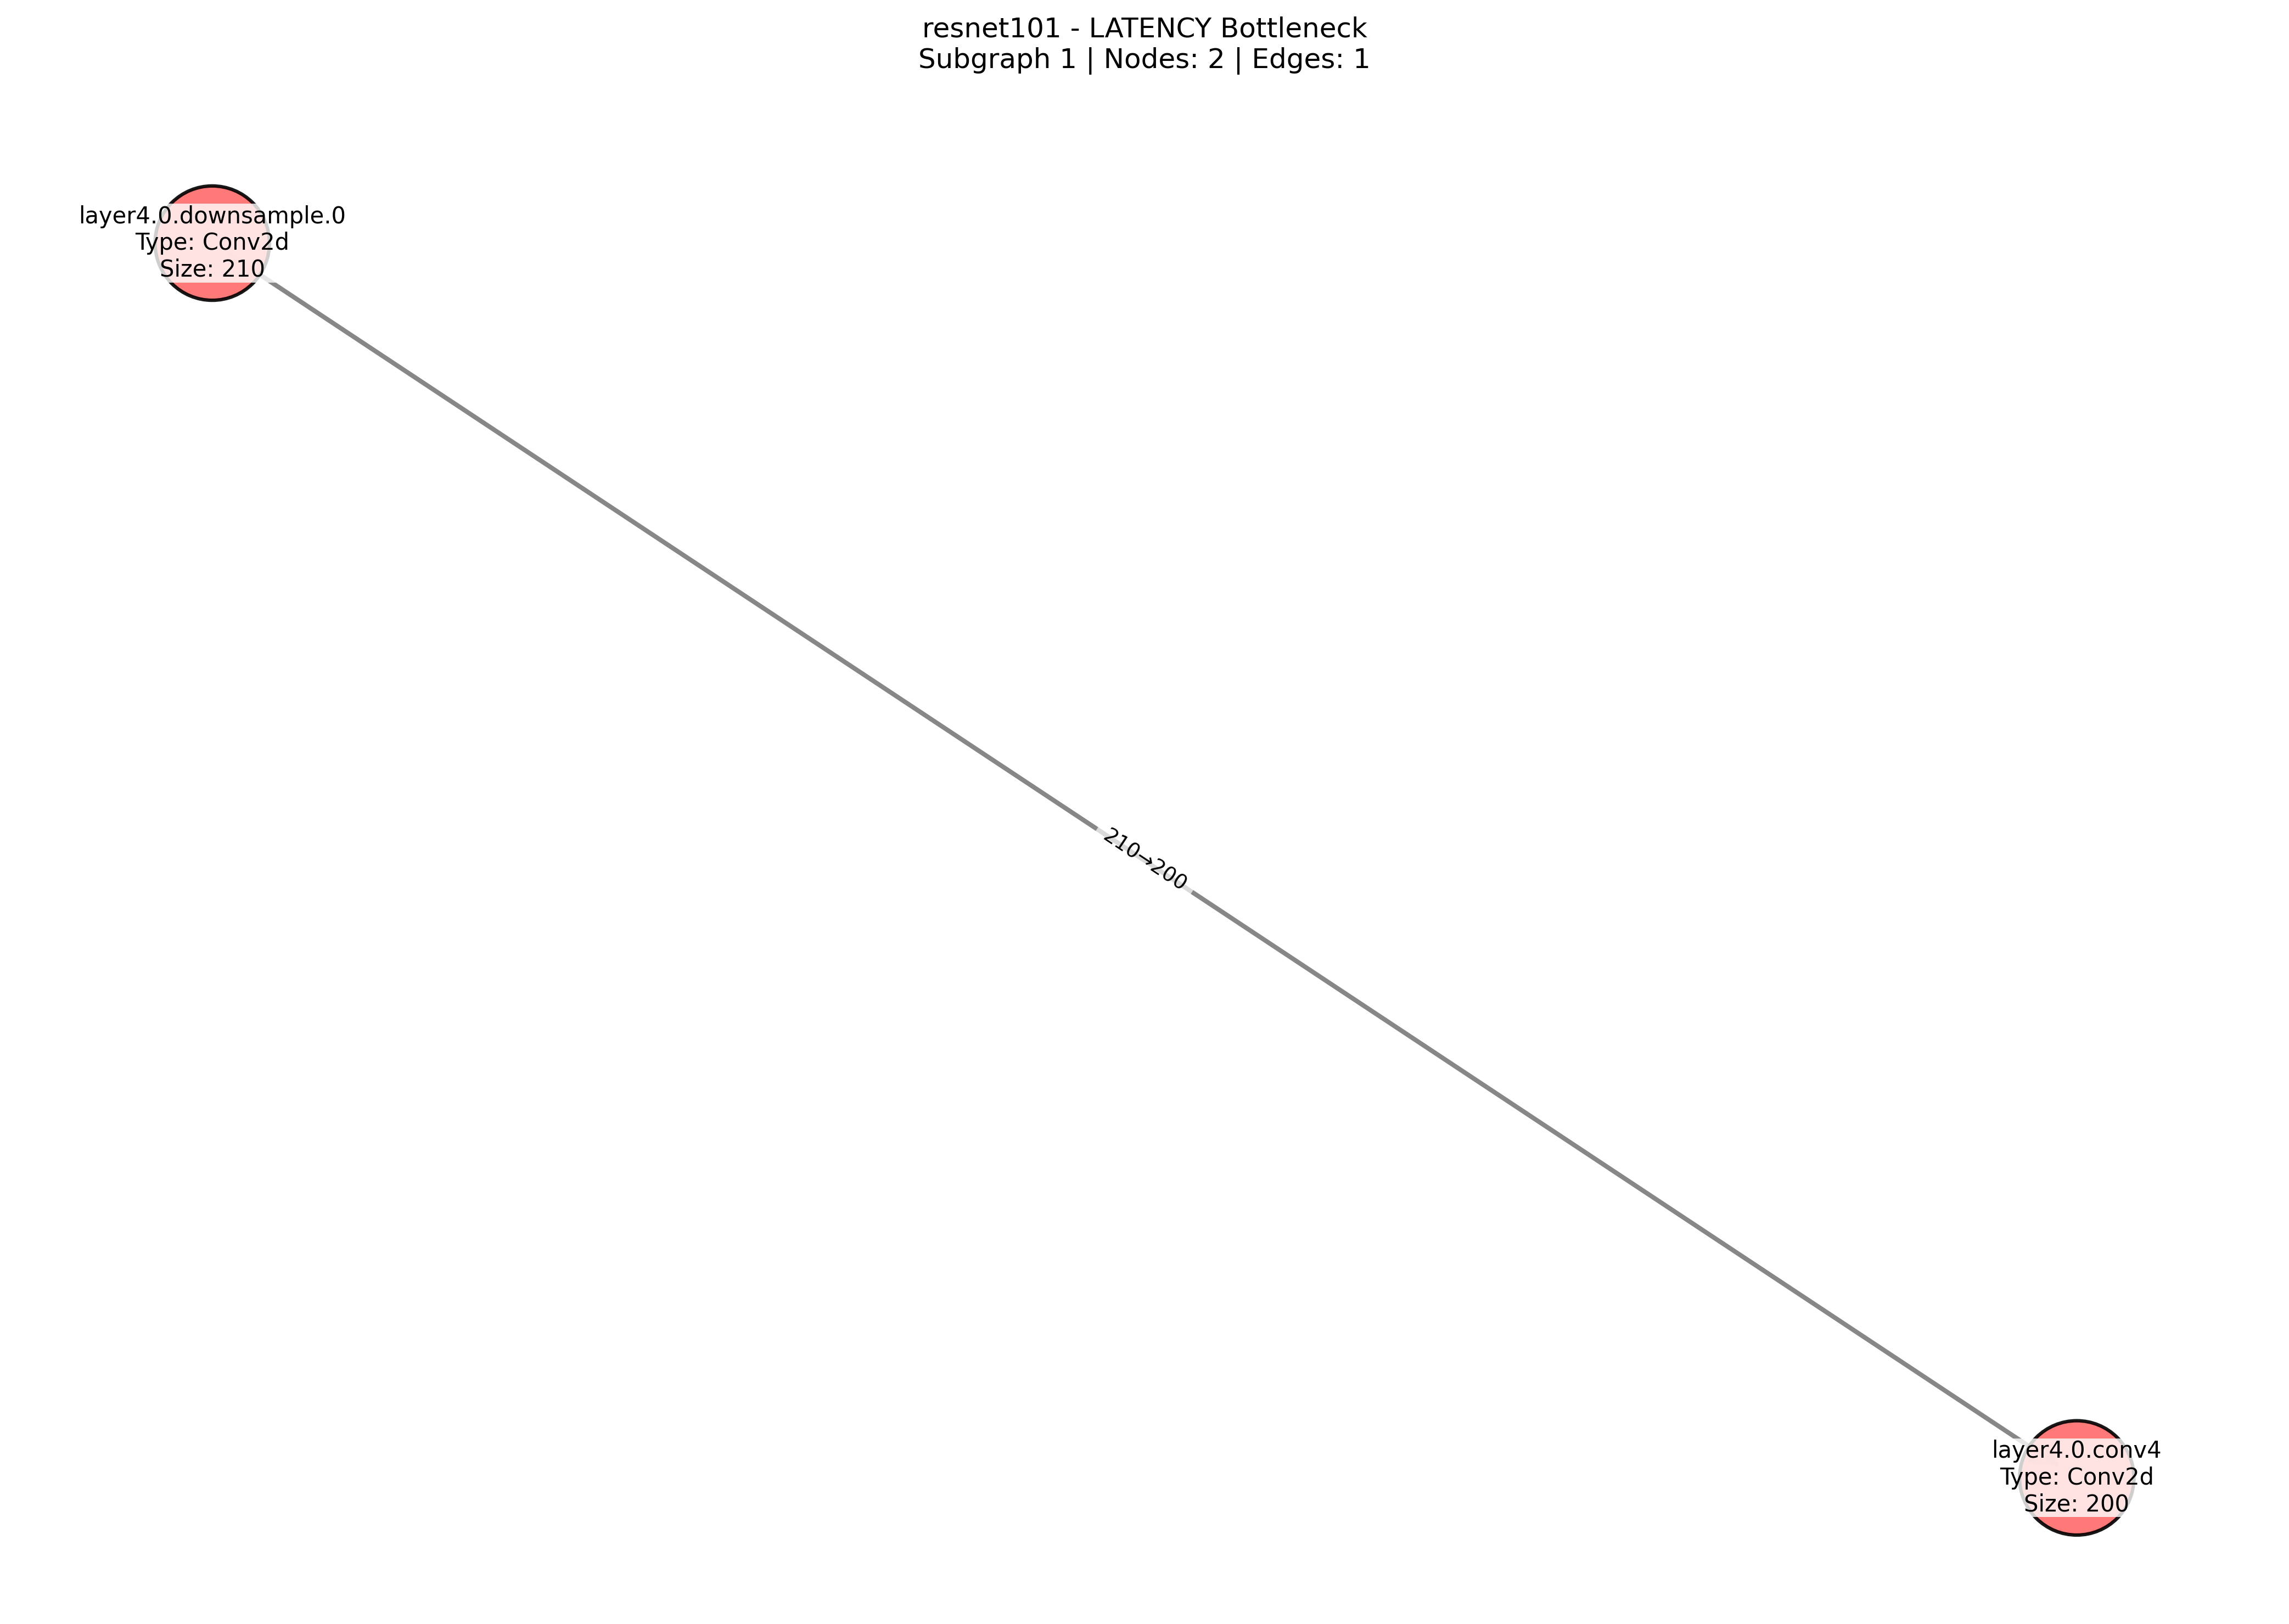 resnet101 - LATENCY Bottleneck
Subgraph 1 | Nodes: 2 | Edges: 1
layer4.0.downsample.0
Type: Conv2d
Size: 210
210→200
layer4.0.conv4
Type: Conv2d
Size: 200